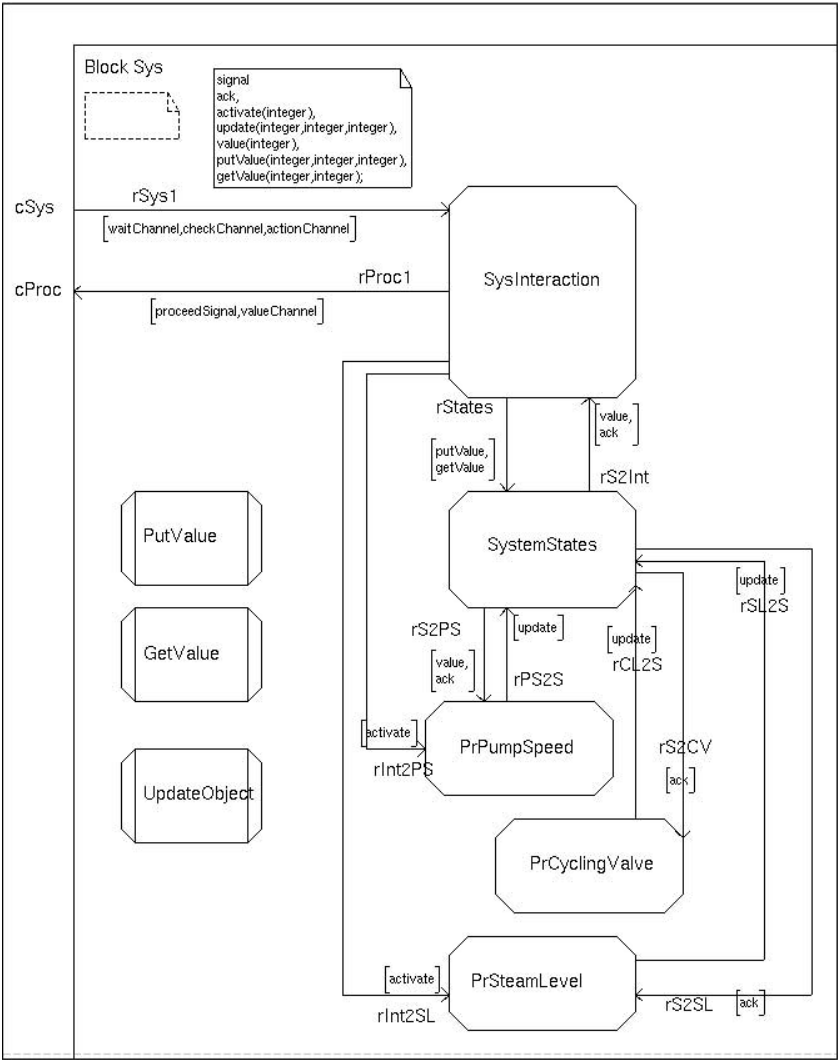 Block Sys
signal
ack,
activate(integer),
update(integer,integer,integer),
value(integer),
putValue(integer,integer,integer),
getValue(integer,integer);
rSys1
cSys
[waitChannel,checkChannel,actionChannel]
rProc1
SysInteraction
cProc
[proceedSignal,valueChannel]
rStates
[value,
ack]
[putValue,
getValue]
rS2Int
PutValue
SystemStates
[update]
rSL2S
rS2PS
[update]
[update]
GetValue
rCL2S
[value,
ack]
rPS2S
[activate]
PrPumpSpeed
rS2CV
rInt2PS
[ack]
UpdateObject
PrCyclingValve
[activate]
PrSteamLevel
rS2SL
[ack]
rInt2SL